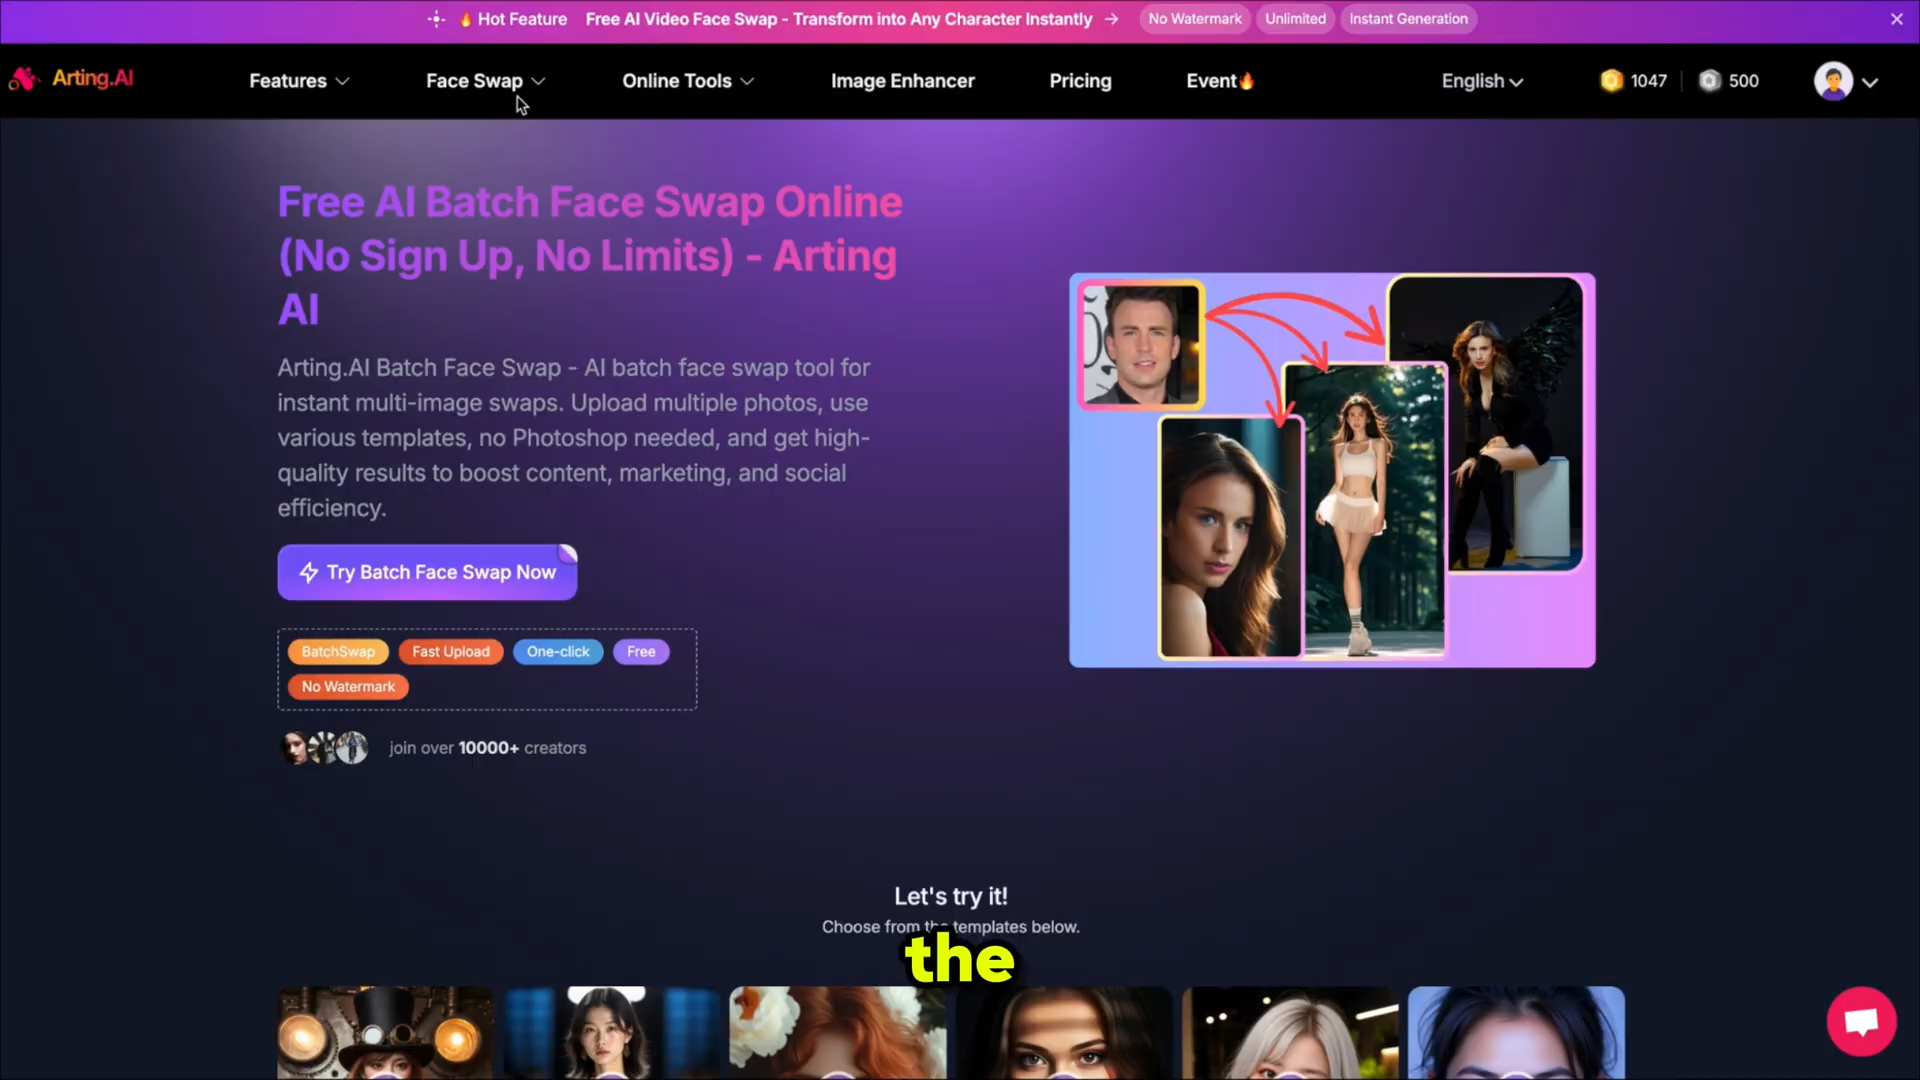 🔥 Hot Feature Free AI Video Face Swap - Transform into Any Character Instantly → No Watermark Unlimited Instant Generation
Arting.AI Features Face Swap Online Tools Image Enhancer Pricing Event🔥 English 1047 500
Free AI Batch Face Swap Online
(No Sign Up, No Limits) - Arting
AI
Arting.AI Batch Face Swap - AI batch face swap tool for
instant multi-image swaps. Upload multiple photos, use
various templates, no Photoshop needed, and get high-
quality results to boost content, marketing, and social
efficiency.
Try Batch Face Swap Now
BatchSwap Fast Upload One-click Free
No Watermark
join over 10000+ creators
Let's try it!
Choose from the templates below.
the